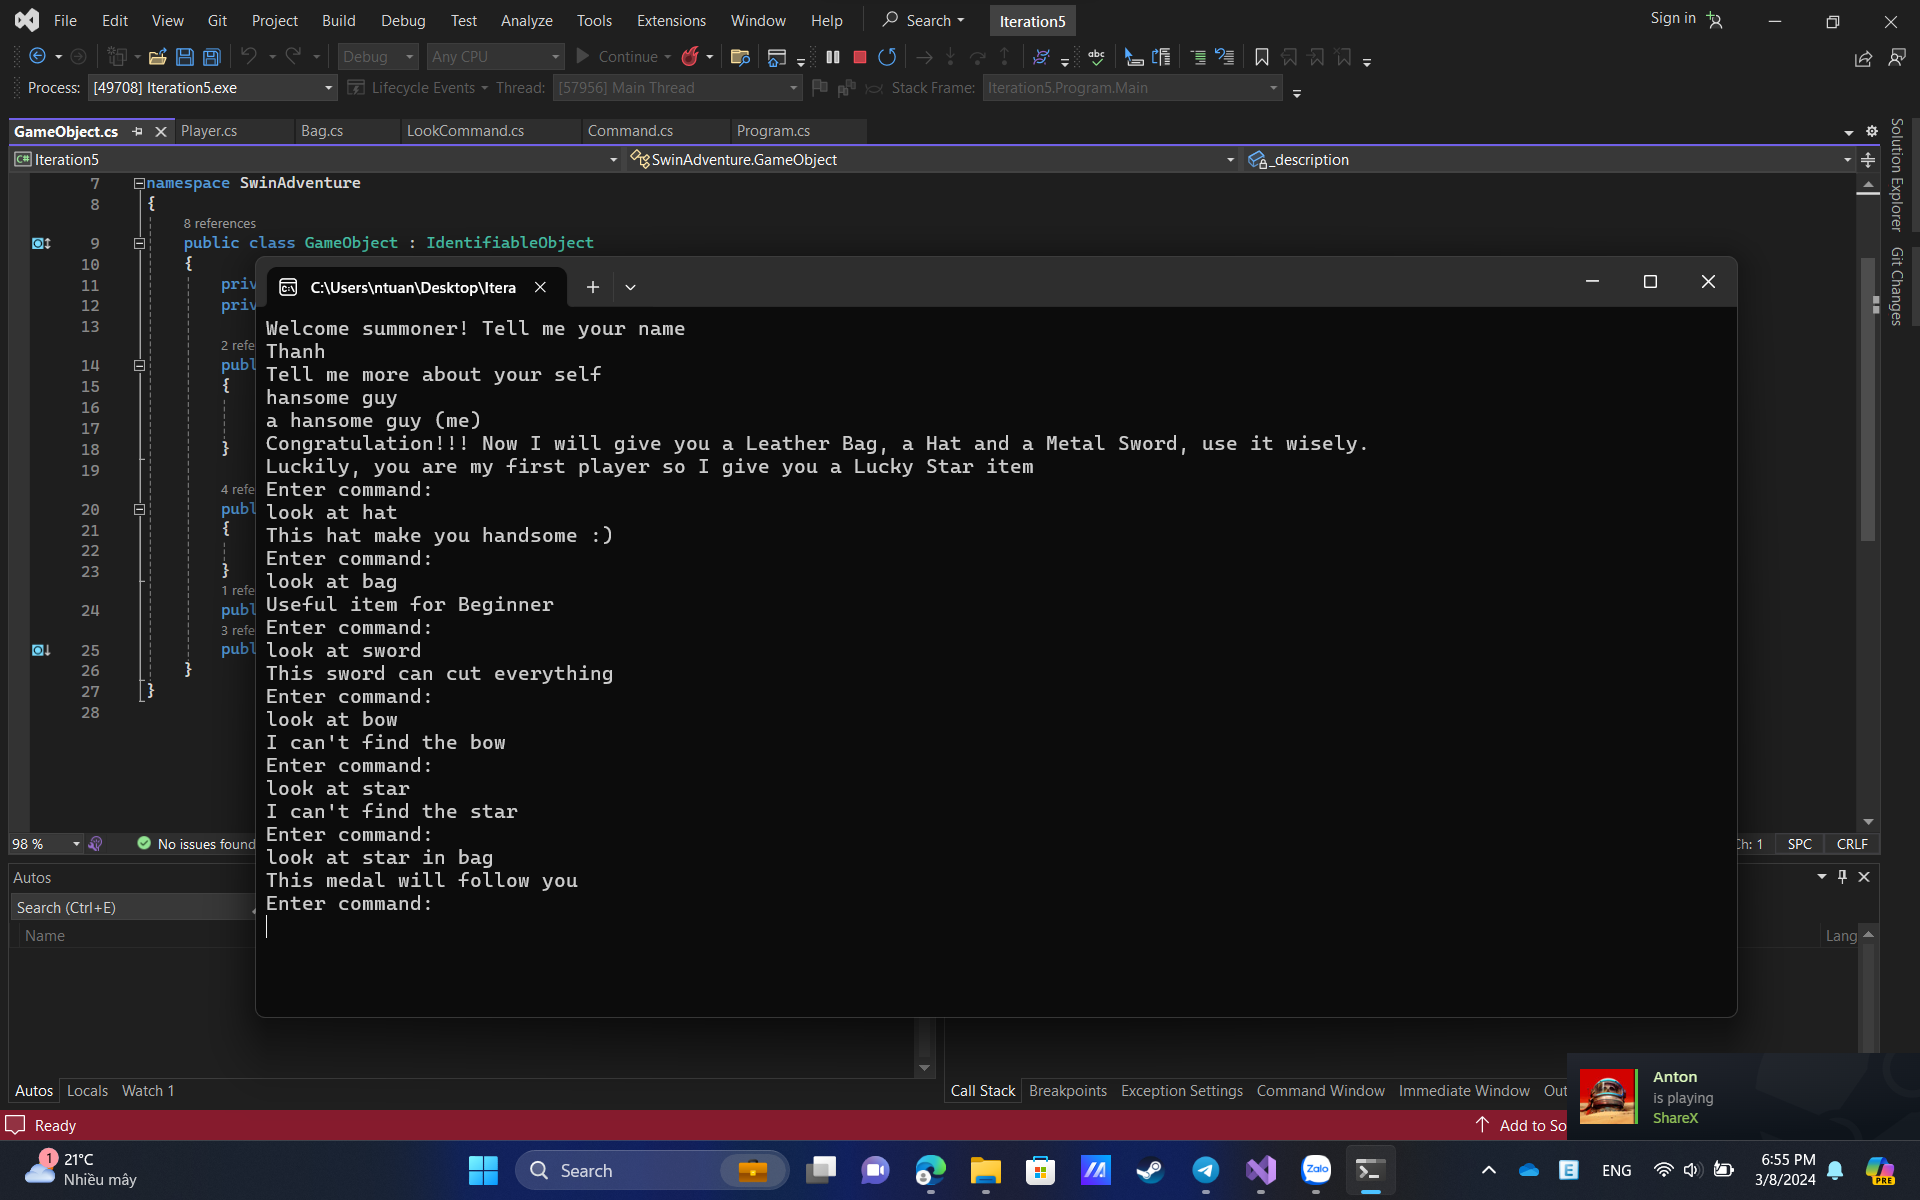 File Edit View Git Project Build Debug Test Analyze Tools Extensions Window Help Search Iteration5 Sign in
Debug Any CPU Continue
Process: [49708] Iteration5.exe Lifecycle Events Thread: [57956] Main Thread Stack Frame: Iteration5.Program.Main
GameObject.cs Player.cs Bag.cs LookCommand.cs Command.cs Program.cs
C# Iteration5 SwinAdventure.GameObject _description
Solution Explorer
Git Changes
7 namespace SwinAdventure
8 {
8 references
9 public class GameObject : IdentifiableObject
10 {
11 priv
12 priv
13
2 refe
14 publ
15 {
16
17
18 }
19
4 refe
20 publ
21 {
22
23 }
1 refe
24 publ
3 refe
25 publ
26 }
27 }
28
C:\Users\ntuan\Desktop\Itera
Welcome summoner! Tell me your name
Thanh
Tell me more about your self
hansome guy
a hansome guy (me)
Congratulation!!! Now I will give you a Leather Bag, a Hat and a Metal Sword, use it wisely.
Luckily, you are my first player so I give you a Lucky Star item
Enter command:
look at hat
This hat make you handsome :)
Enter command:
look at bag
Useful item for Beginner
Enter command:
look at sword
This sword can cut everything
Enter command:
look at bow
I can't find the bow
Enter command:
look at star
I can't find the star
Enter command:
look at star in bag
This medal will follow you
Enter command:
98 % No issues found Ch: 1 SPC CRLF
Autos
Search (Ctrl+E)
Name Lang
Autos Locals Watch 1 Call Stack Breakpoints Exception Settings Command Window Immediate Window Out
Anton
is playing
ShareX
Ready Add to So
1 21°C
Nhiều mây
Search
Zalo
ENG
PRE
6:55 PM
3/8/2024